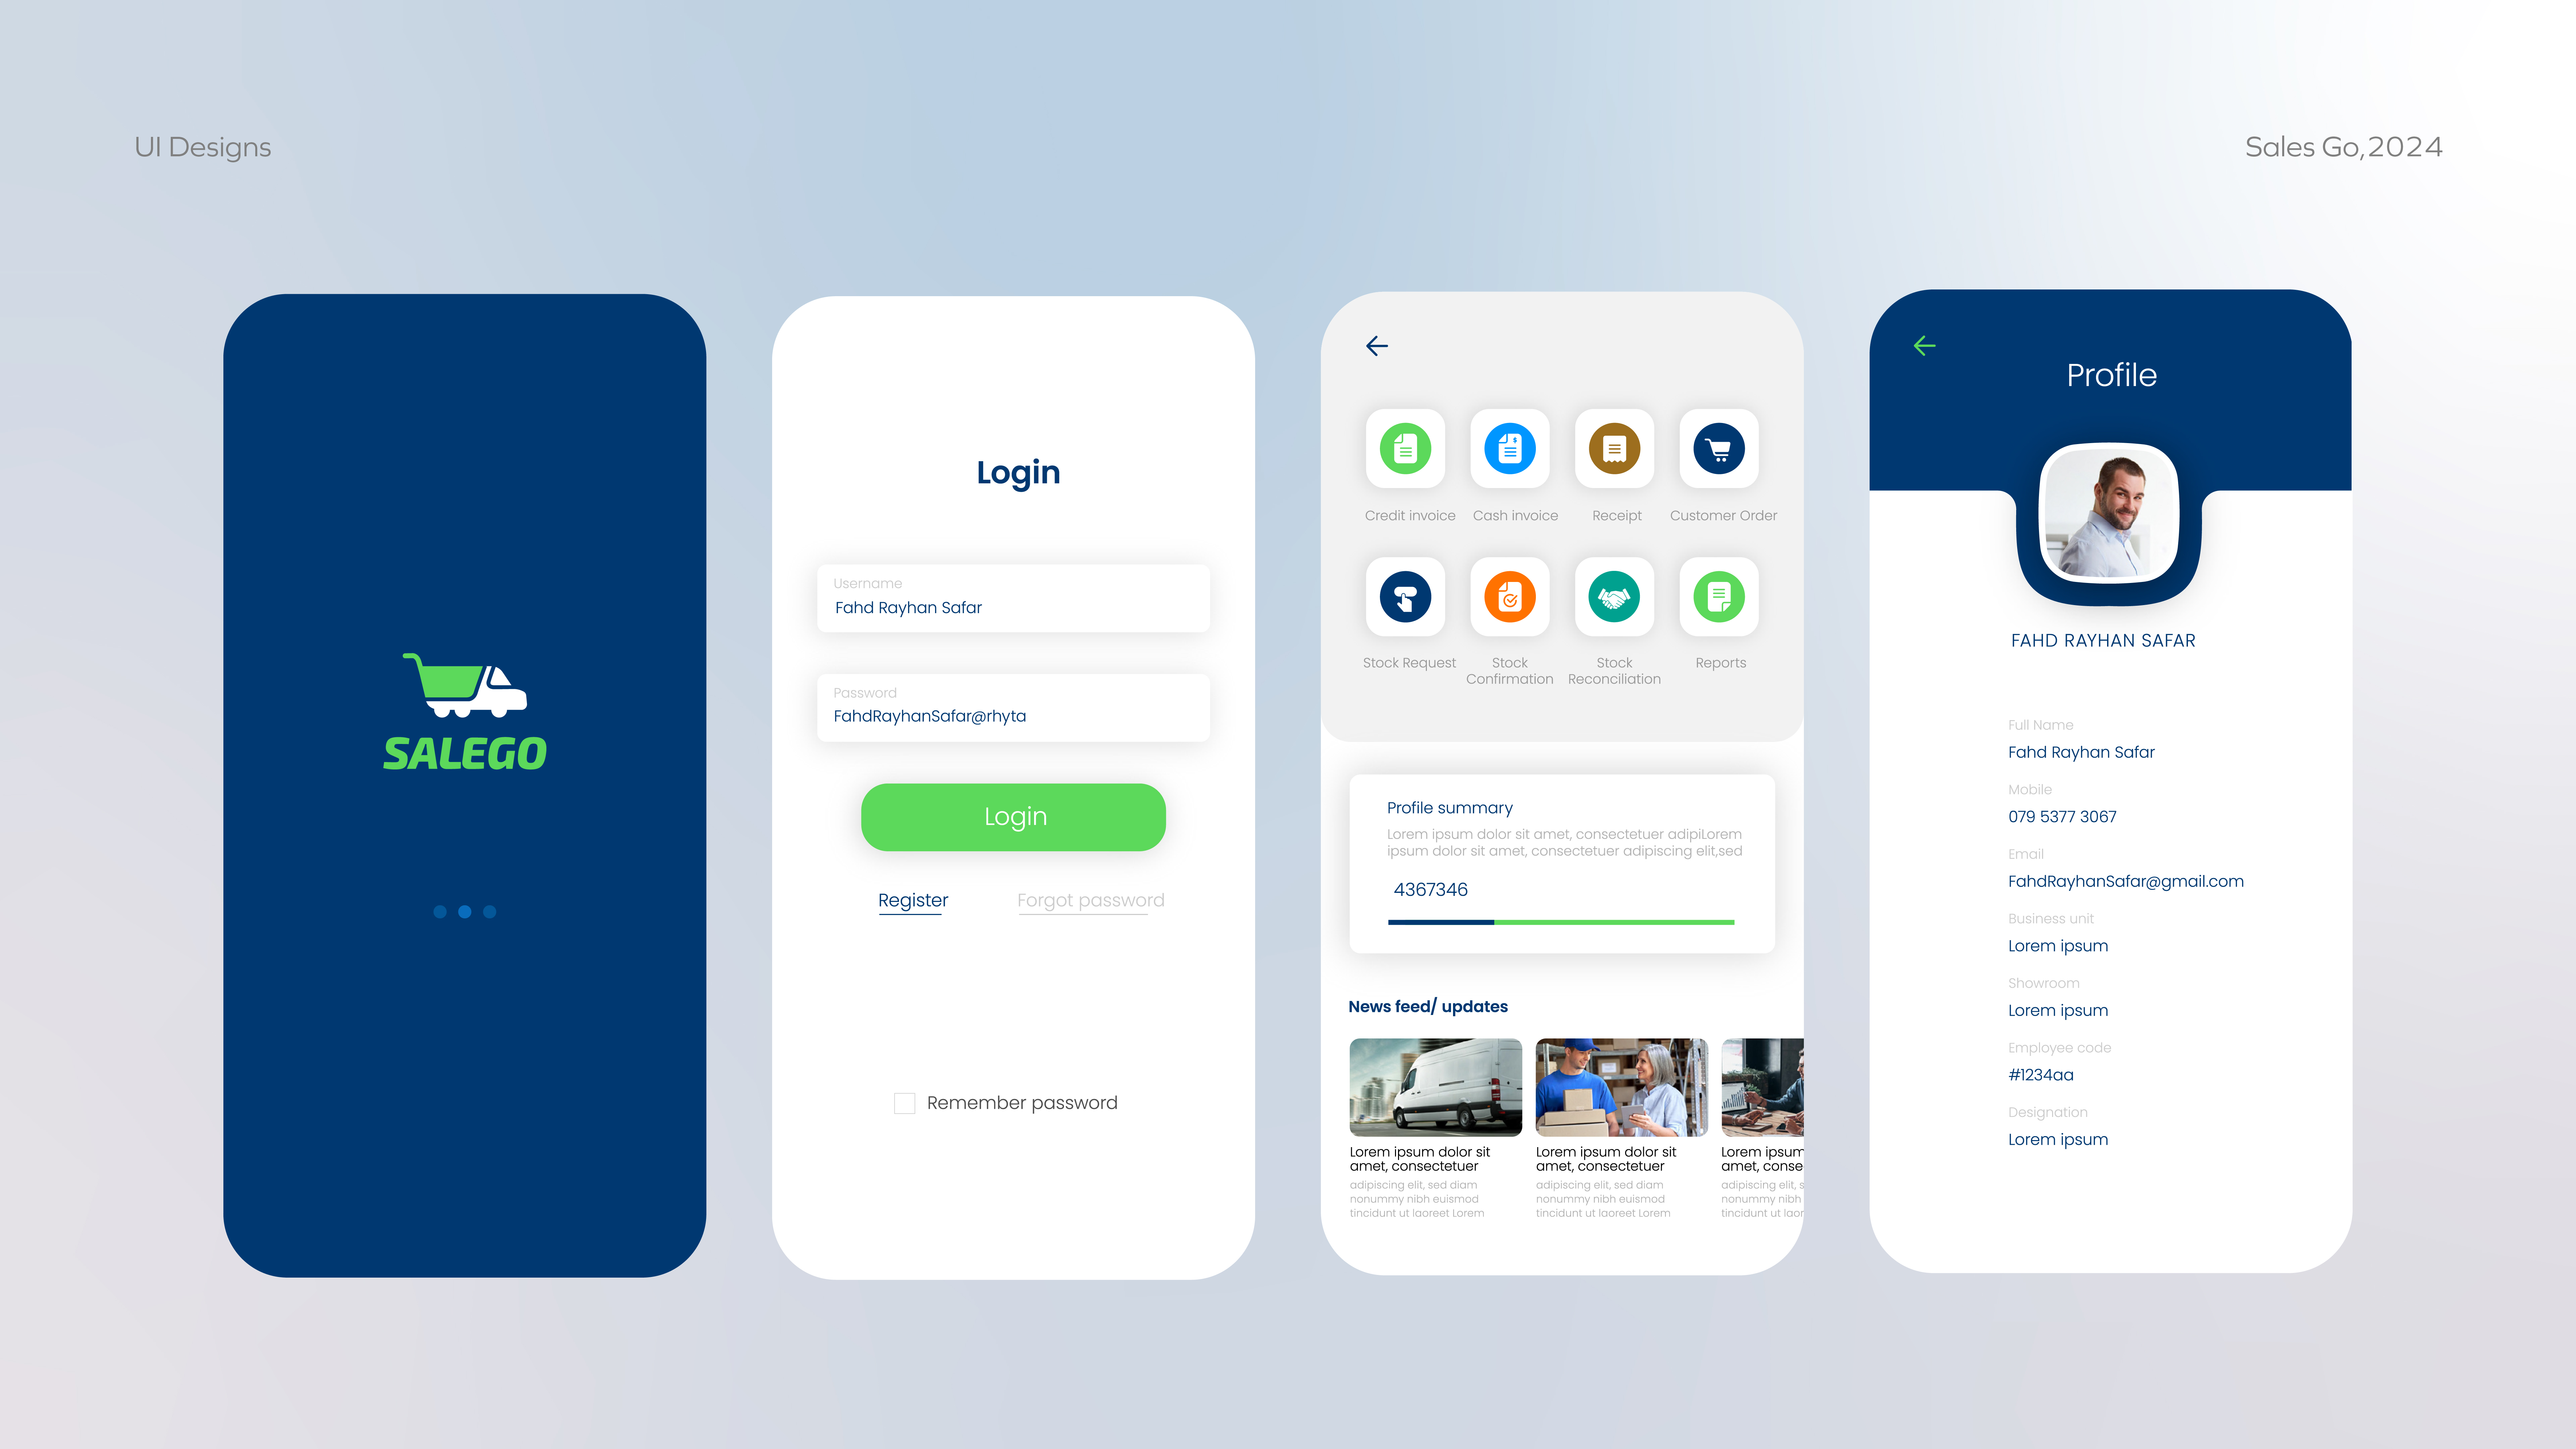 UI Designs
Sales Go,2024
SALEGO
Login
Username
Fahd Rayhan Safar
Password
FahdRayhanSafar@rhyta
Login
Register
Forgot password
Remember password
Credit invoice
Cash invoice
Receipt
Customer Order
Stock Request
Stock
Confirmation
Stock
Reconciliation
Reports
Profile summary
Lorem ipsum dolor sit amet, consectetuer adipiLorem
ipsum dolor sit amet, consectetuer adipiscing elit,sed
4367346
News feed/ updates
Lorem ipsum dolor sit
amet, consectetuer
adipiscing elit, sed diam
nonummy nibh euismod
tincidunt ut laoreet Lorem
Lorem ipsum dolor sit
amet, consectetuer
adipiscing elit, sed diam
nonummy nibh euismod
tincidunt ut laoreet Lorem
Lorem ipsum
amet, conse
adipiscing elit, s
nonummy nibh
tincidunt ut laor
Profile
FAHD RAYHAN SAFAR
Full Name
Fahd Rayhan Safar
Mobile
079 5377 3067
Email
FahdRayhanSafar@gmail.com
Business unit
Lorem ipsum
Showroom
Lorem ipsum
Employee code
#1234aa
Designation
Lorem ipsum